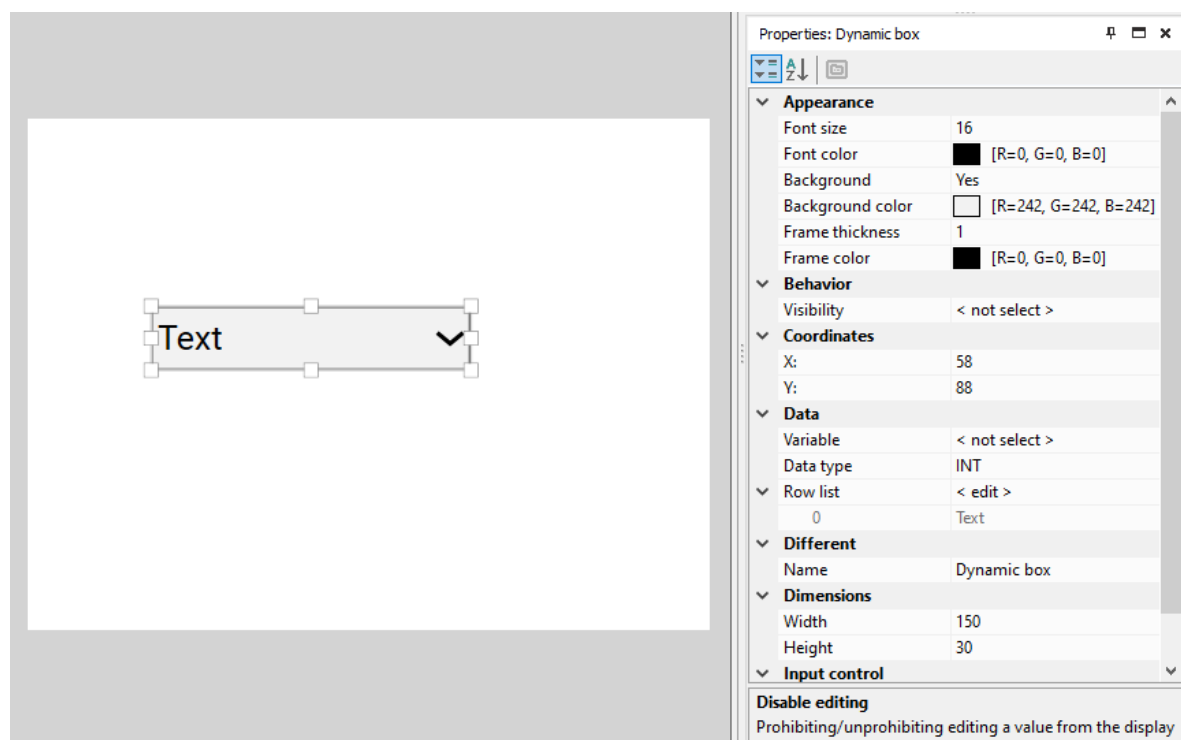 Text
Properties: Dynamic box
Appearance
Font size 16
Font color [R=0, G=0, B=0]
Background Yes
Background color [R=242, G=242, B=242]
Frame thickness 1
Frame color [R=0, G=0, B=0]
Behavior
Visibility < not select >
Coordinates
X: 58
Y: 88
Data
Variable < not select >
Data type INT
Row list < edit >
0 Text
Different
Name Dynamic box
Dimensions
Width 150
Height 30
Input control
Disable editing
Prohibiting/unprohibiting editing a value from the display